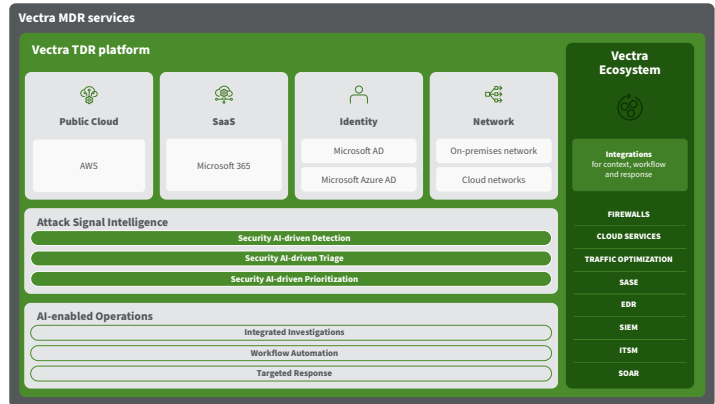 Vectra MDR services
Vectra TDR platform
Public Cloud
AWS
SaaS
Microsoft 365
Identity
Microsoft AD
Microsoft Azure AD
Network
On-premises network
Cloud networks
Attack Signal Intelligence
Security AI-driven Detection
Security AI-driven Triage
Security AI-driven Prioritization
AI-enabled Operations
Integrated Investigations
Workflow Automation
Targeted Response
Vectra
Ecosystem
Integrations
for context, workflow
and response
FIREWALLS
CLOUD SERVICES
TRAFFIC OPTIMIZATION
SASE
EDR
SIEM
ITSM
SOAR